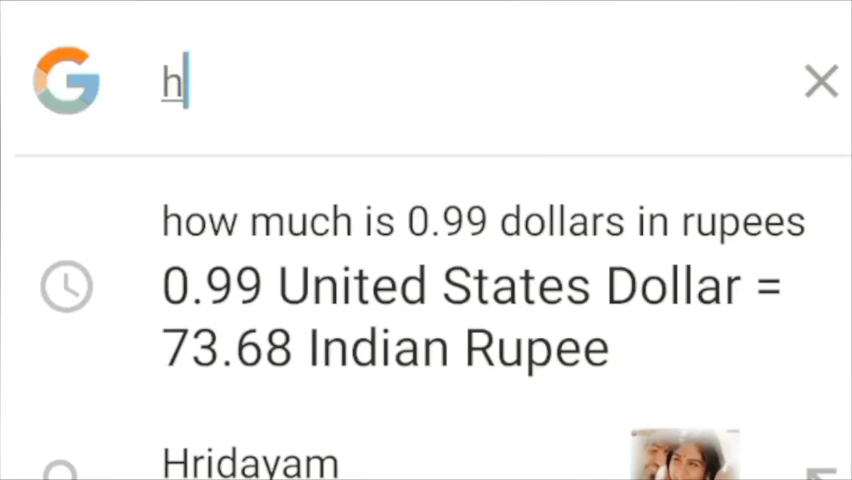 h
how much is 0.99 dollars in rupees
0.99 United States Dollar =
73.68 Indian Rupee
Hridayam